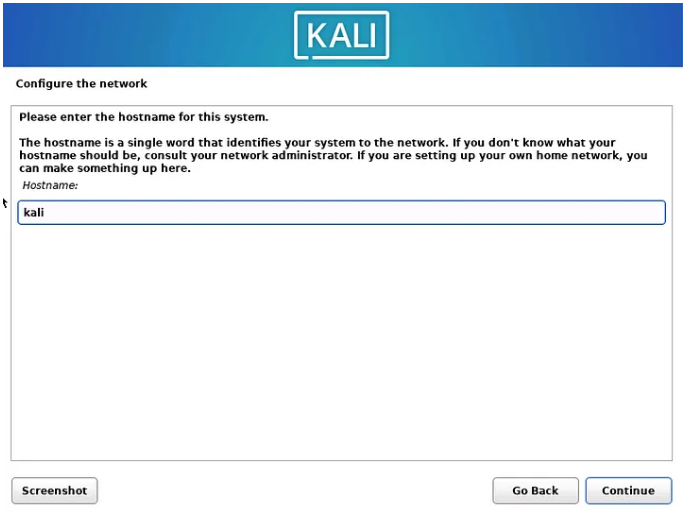 KALI
Configure the network
Please enter the hostname for this system.
The hostname is a single word that identifies your system to the network. If you don't know what your
hostname should be, consult your network administrator. If you are setting up your own home network, you
can make something up here.
Hostname:
kali
Screenshot
Go Back
Continue